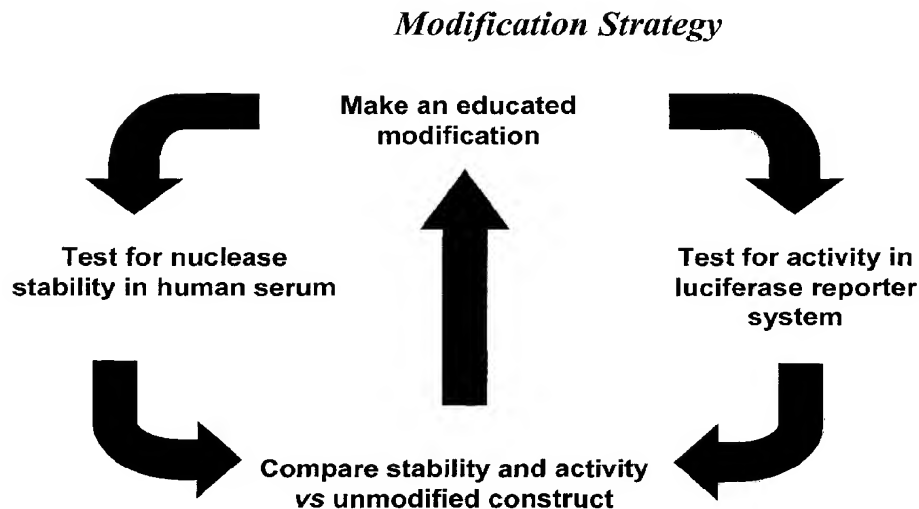 Modification Strategy
Make an educated
modification
Test for nuclease
stability in human serum
Test for activity in
luciferase reporter
system
Compare stability and activity
vs unmodified construct